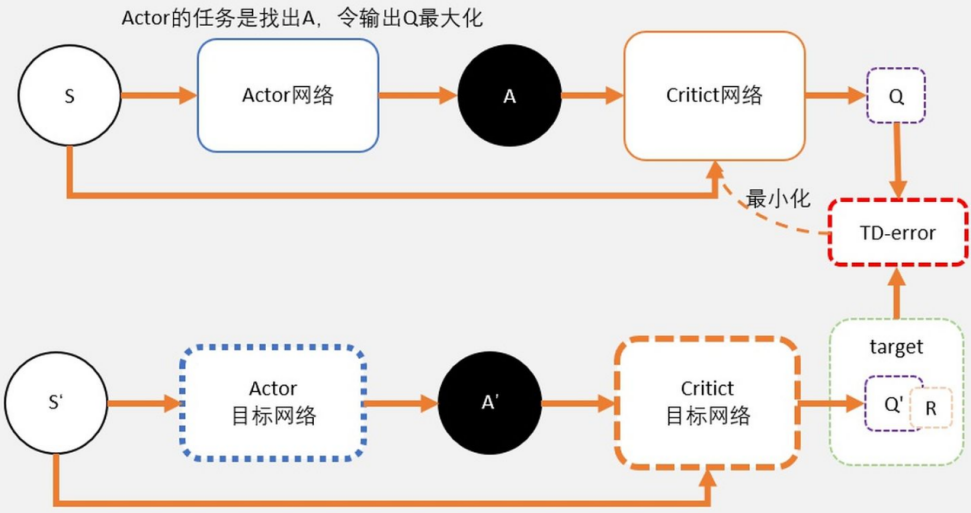 Actor的任务是找出A，令输出Q最大化
S
Actor网络
A
Critict网络
Q
最小化
TD-error
S‘
Actor
目标网络
A'
Critict
目标网络
target
Q'
R